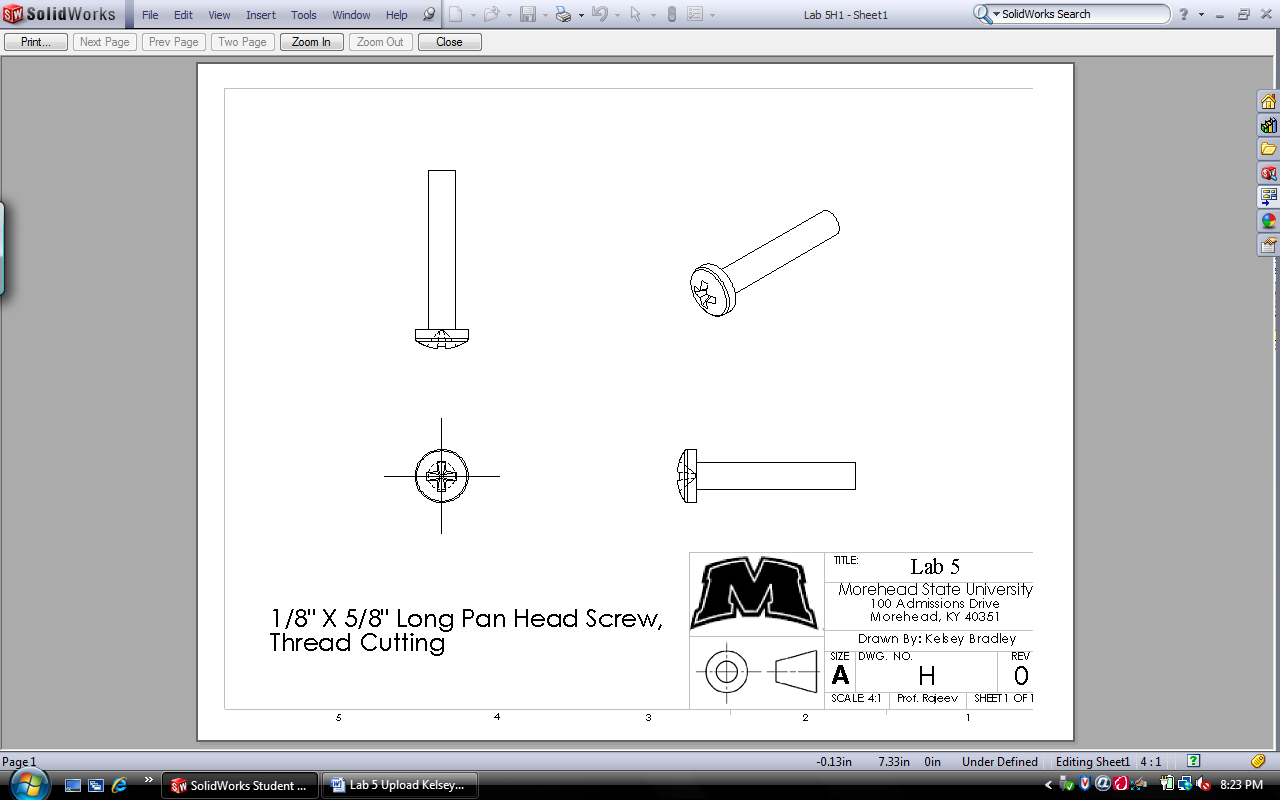 SolidWorks File Edit View Insert Tools Window Help Lab 5H1 - Sheet1 SolidWorks Search ?
Print... Next Page Prev Page Two Page Zoom In Zoom Out Close
TITLE: Lab 5
Morehead State University
100 Admissions Drive
Morehead, KY 40351
Drawn By: Kelsey Bradley
1/8" X 5/8" Long Pan Head Screw,
Thread Cutting
SIZE DWG. NO. REV
A H 0
SCALE: 4:1 Prof. Rajeev SHEET 1 OF 1
5 4 3 2 1
Page 1 -0.13in 7.33in 0in Under Defined Editing Sheet1 4 : 1 ?
» SolidWorks Student ... Lab 5 Upload Kelsey... < 8:23 PM